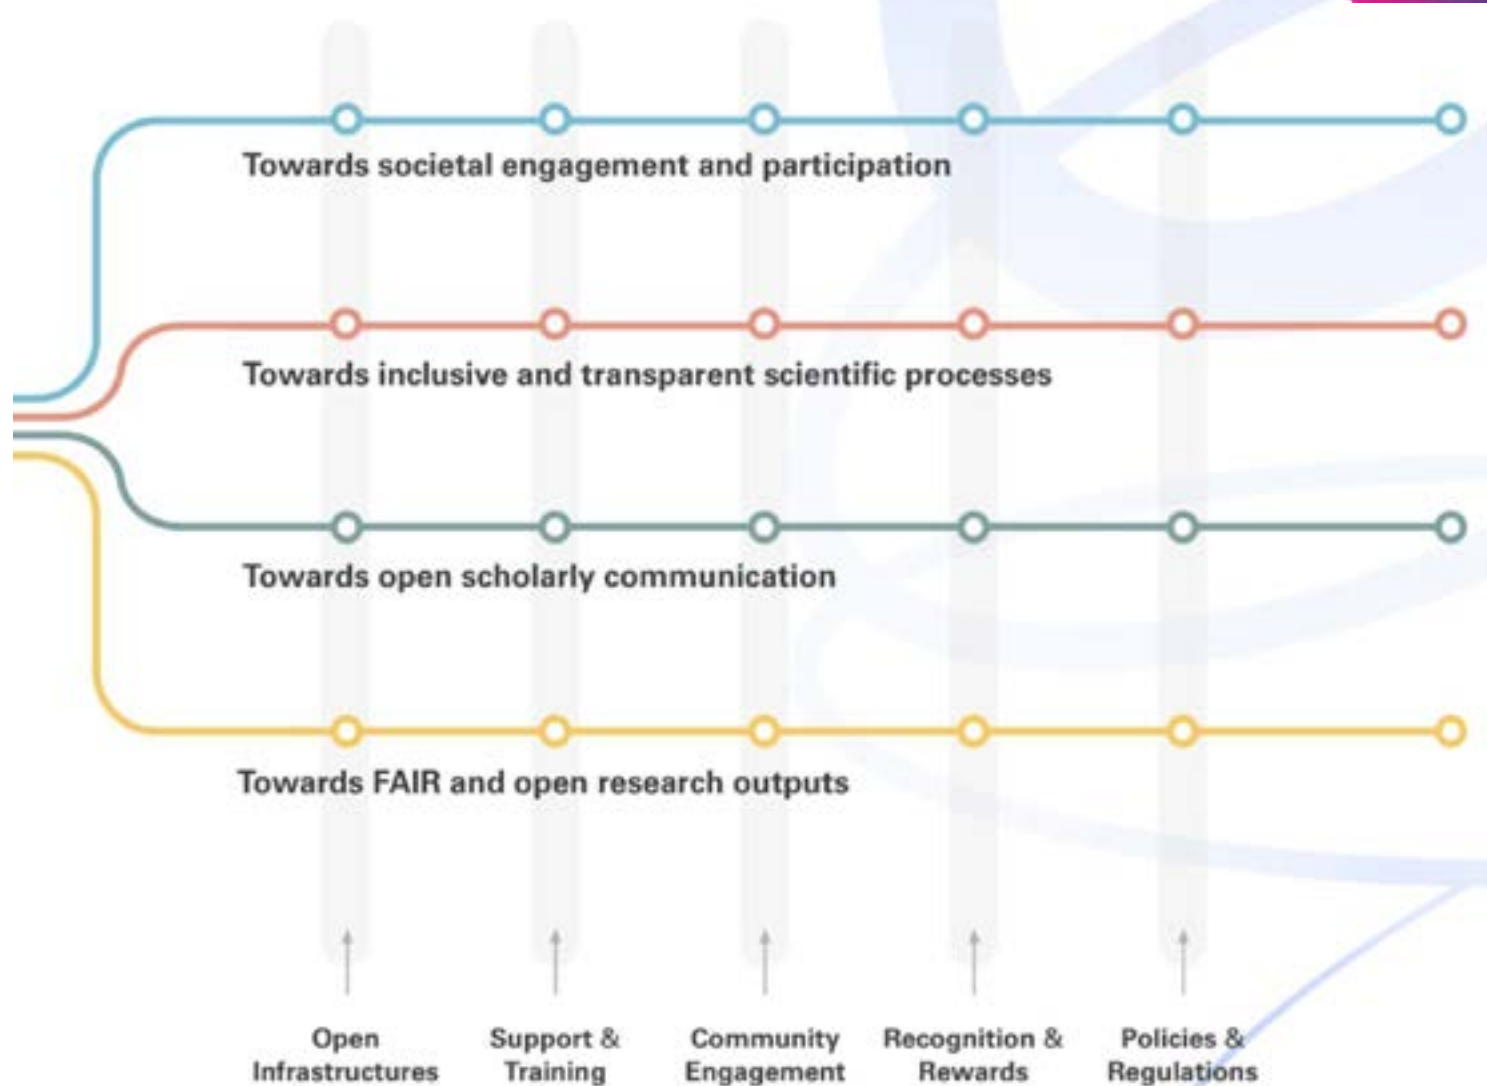 Towards societal engagement and participation
Towards inclusive and transparent scientific processes
Towards open scholarly communication
Towards FAIR and open research outputs
Open
Infrastructures
Support &
Training
Community
Engagement
Recognition &
Rewards
Policies &
Regulations